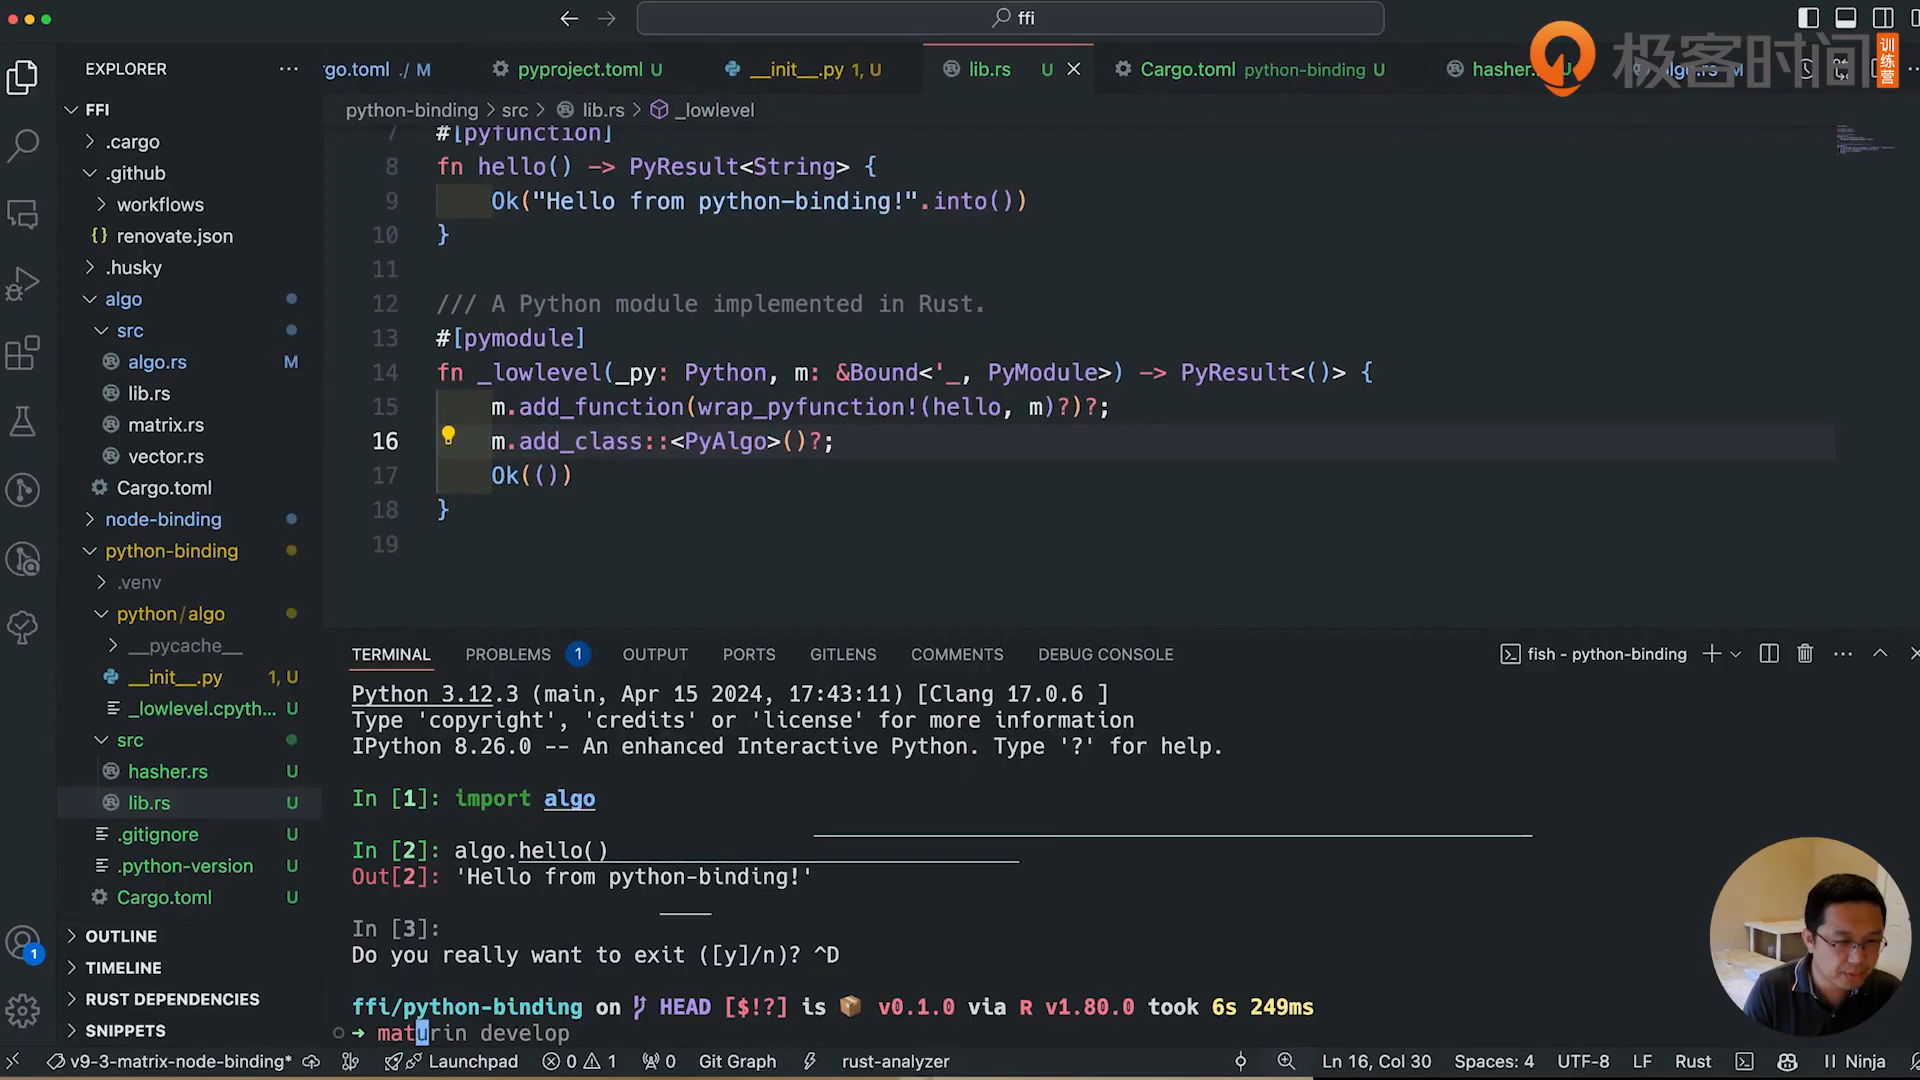 ffi
极客时间 训练营
EXPLORER
rgo.toml ./ M
pyproject.toml U
__init__.py 1, U
lib.rs U
Cargo.toml python-binding U
hasher.
python-binding > src > lib.rs > _lowlevel
FFI
.cargo
.github
workflows
{} renovate.json
.husky
algo
src
algo.rs M
lib.rs
matrix.rs
vector.rs
Cargo.toml
node-binding
python-binding
.venv
python/algo
__pycache__
__init__.py 1, U
_lowlevel.cpyth... U
src
hasher.rs U
lib.rs U
.gitignore U
.python-version U
Cargo.toml U
OUTLINE
TIMELINE
RUST DEPENDENCIES
SNIPPETS
7 #[pyfunction]
8 fn hello() -> PyResult<String> {
9 Ok("Hello from python-binding!".into())
10 }
11
12 /// A Python module implemented in Rust.
13 #[pymodule]
14 fn _lowlevel(_py: Python, m: &Bound<'_, PyModule>) -> PyResult<()> {
15 m.add_function(wrap_pyfunction!(hello, m)?)?;
16 m.add_class::<PyAlgo>()?;
17 Ok(())
18 }
19
TERMINAL PROBLEMS 1 OUTPUT PORTS GITLENS COMMENTS DEBUG CONSOLE
fish - python-binding
Python 3.12.3 (main, Apr 15 2024, 17:43:11) [Clang 17.0.6 ]
Type 'copyright', 'credits' or 'license' for more information
IPython 8.26.0 -- An enhanced Interactive Python. Type '?' for help.
In [1]: import algo
In [2]: algo.hello()
Out[2]: 'Hello from python-binding!'
In [3]:
Do you really want to exit ([y]/n)? ^D
ffi/python-binding on HEAD [$!?] is v0.1.0 via R v1.80.0 took 6s 249ms
→ maturin develop
1
v9-3-matrix-node-binding* Launchpad 0 1 0 Git Graph rust-analyzer Ln 16, Col 30 Spaces: 4 UTF-8 LF Rust Ninja